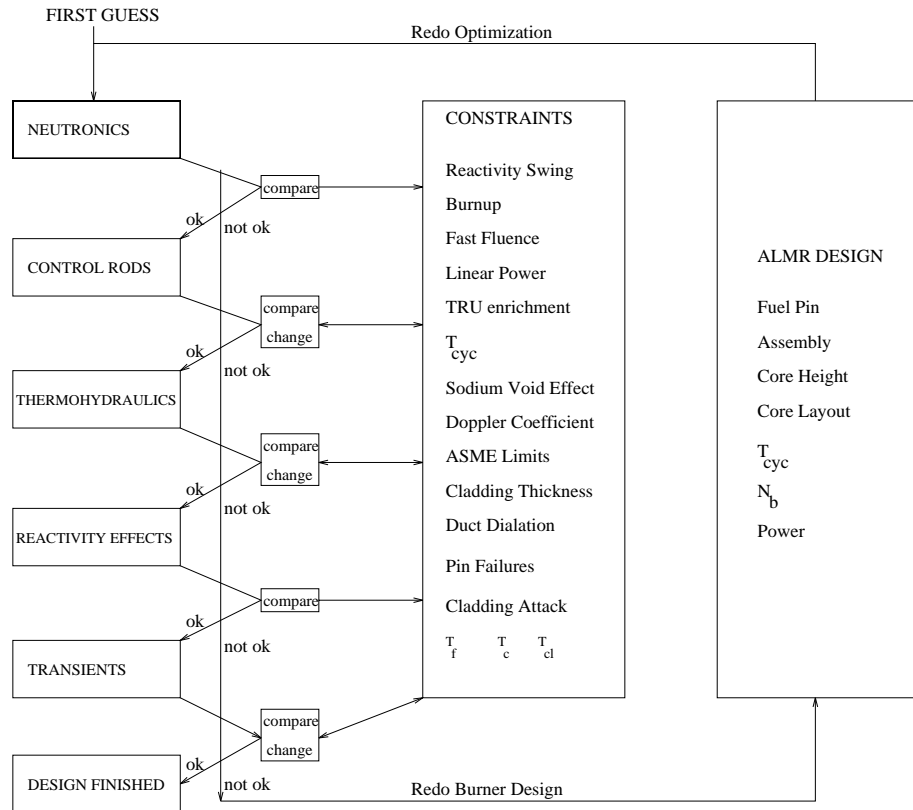 FIRST GUESS
Redo Optimization
NEUTRONICS
compare
ok
not ok
CONTROL RODS
compare
change
ok
not ok
THERMOHYDRAULICS
compare
change
ok
not ok
REACTIVITY EFFECTS
compare
ok
not ok
TRANSIENTS
compare
change
ok
not ok
DESIGN FINISHED
Redo Burner Design
CONSTRAINTS
Reactivity Swing
Burnup
Fast Fluence
Linear Power
TRU enrichment
T cyc
Sodium Void Effect
Doppler Coefficient
ASME Limits
Cladding Thickness
Duct Dialation
Pin Failures
Cladding Attack
T f T c T cl
ALMR DESIGN
Fuel Pin
Assembly
Core Height
Core Layout
T cyc
N b
Power